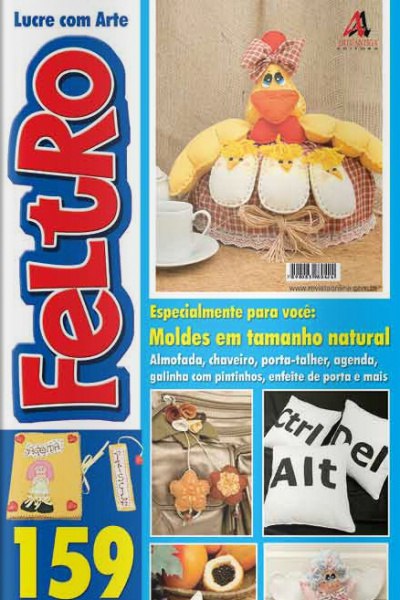 Lucre com Arte
FeltRo
159
Especialmente para você:
Moldes em tamanho natural
Almofada, chaveiro, porta-talher, agenda,
galinha com pintinhos, enfeite de porta e mais
Ctrl
Alt
Del